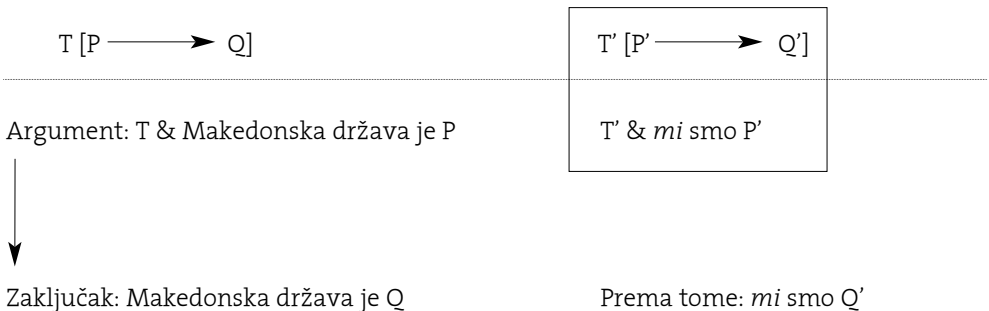 T [P ⟶ Q] T’ [P’ ⟶ Q’]
Argument: T & Makedonska država je P T’ & mi smo P’
Zaključak: Makedonska država je Q Prema tome: mi smo Q’